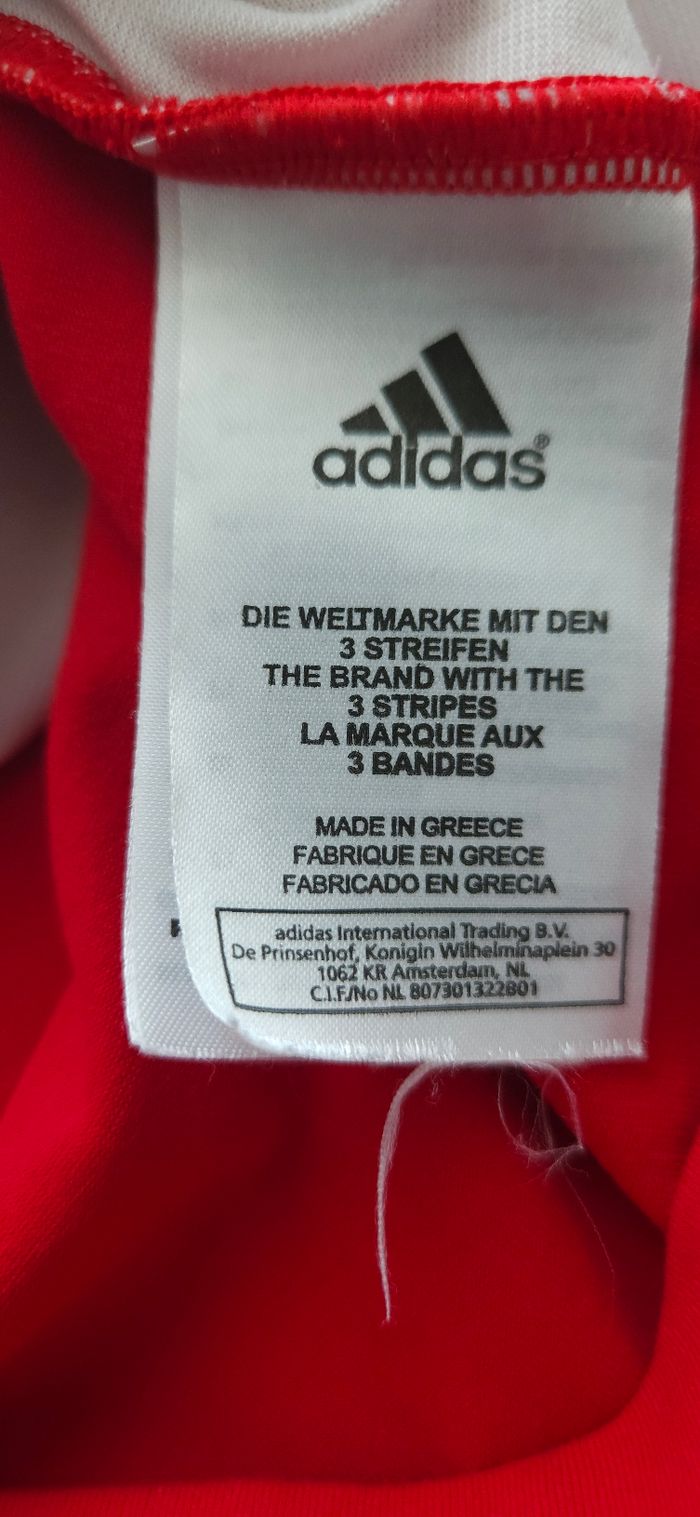 adidas®
DIE WELTMARKE MIT DEN
3 STREIFEN
THE BRAND WITH THE
3 STRIPES
LA MARQUE AUX
3 BANDES
MADE IN GREECE
FABRIQUE EN GRECE
FABRICADO EN GRECIA
adidas International Trading B.V.
De Prinsenhof, Konigin Wilhelminaplein 30
1062 KR Amsterdam, NL
C.I.F./No NL 807301322B01